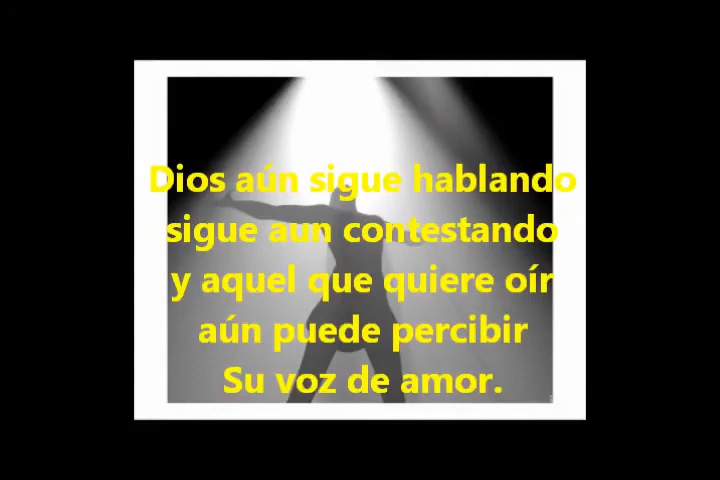 Dios aún sigue hablando
sigue aun contestando
y aquel que quiere oír
aún puede percibir
Su voz de amor.